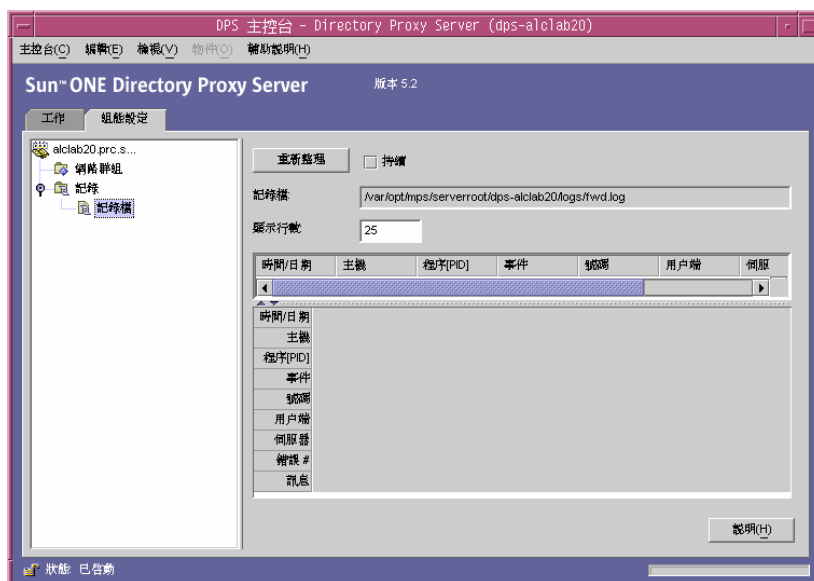 DPS 主控台 - Directory Proxy Server (dps-alclab20)
主控台(C) 編輯(E) 檢視(V) 物件(O) 輔助說明(H)
Sun™ ONE Directory Proxy Server 版本 5.2
工作 組態設定
alclab20.prc.s...
網路群組
記錄
記錄檔
重新整理 持續
記錄檔: /var/opt/mps/serverroot/dps-alclab20/logs/fwd.log
顯示行數: 25
時間/日期 主機 程序[PID] 事件 號碼 用戶端 伺服
時間/日期
主機
程序[PID]
事件
號碼
用戶端
伺服器
錯誤 #
訊息
說明(H)
狀態: 已啓動